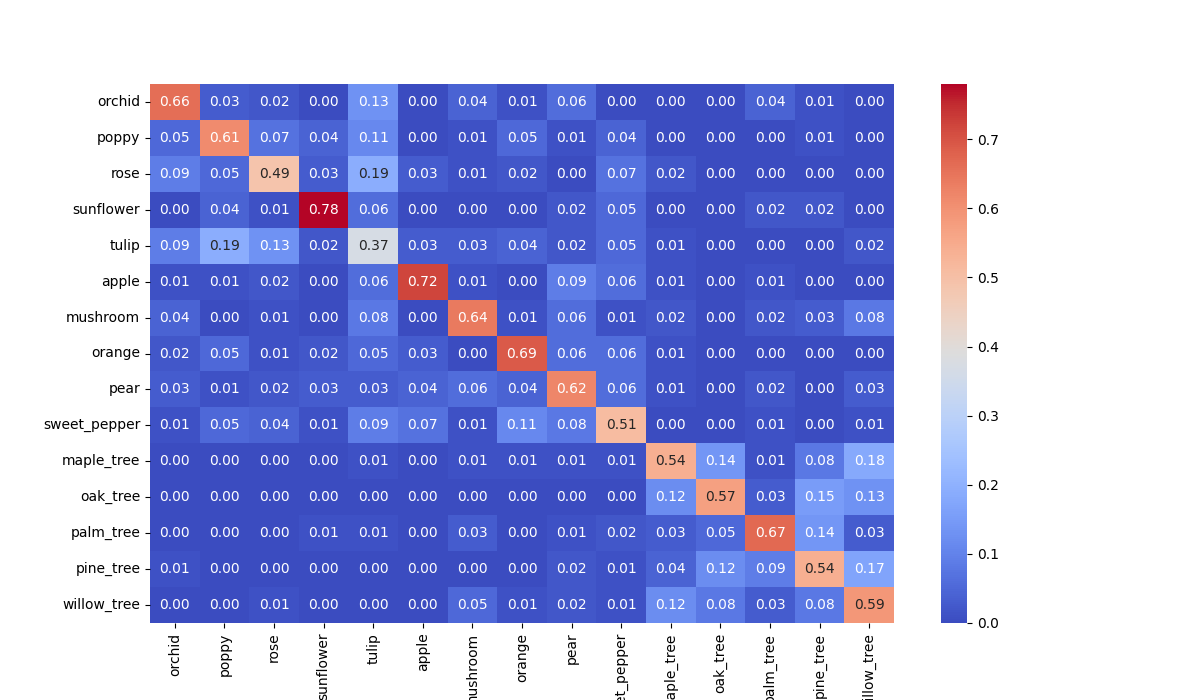 orchid 0.66 0.03 0.02 0.00 0.13 0.00 0.04 0.01 0.06 0.00 0.00 0.00 0.04 0.01 0.00
poppy 0.05 0.61 0.07 0.04 0.11 0.00 0.01 0.05 0.01 0.04 0.00 0.00 0.00 0.01 0.00
rose 0.09 0.05 0.49 0.03 0.19 0.03 0.01 0.02 0.00 0.07 0.02 0.00 0.00 0.00 0.00
sunflower 0.00 0.04 0.01 0.78 0.06 0.00 0.00 0.00 0.02 0.05 0.00 0.00 0.02 0.02 0.00
tulip 0.09 0.19 0.13 0.02 0.37 0.03 0.03 0.04 0.02 0.05 0.01 0.00 0.00 0.00 0.02
apple 0.01 0.01 0.02 0.00 0.06 0.72 0.01 0.00 0.09 0.06 0.01 0.00 0.01 0.00 0.00
mushroom 0.04 0.00 0.01 0.00 0.08 0.00 0.64 0.01 0.06 0.01 0.02 0.00 0.02 0.03 0.08
orange 0.02 0.05 0.01 0.02 0.05 0.03 0.00 0.69 0.06 0.06 0.01 0.00 0.00 0.00 0.00
pear 0.03 0.01 0.02 0.03 0.03 0.04 0.06 0.04 0.62 0.06 0.01 0.00 0.02 0.00 0.03
sweet_pepper 0.01 0.05 0.04 0.01 0.09 0.07 0.01 0.11 0.08 0.51 0.00 0.00 0.01 0.00 0.01
maple_tree 0.00 0.00 0.00 0.00 0.01 0.00 0.01 0.01 0.01 0.01 0.54 0.14 0.01 0.08 0.18
oak_tree 0.00 0.00 0.00 0.00 0.00 0.00 0.00 0.00 0.00 0.00 0.12 0.57 0.03 0.15 0.13
palm_tree 0.00 0.00 0.00 0.01 0.01 0.00 0.03 0.00 0.01 0.02 0.03 0.05 0.67 0.14 0.03
pine_tree 0.01 0.00 0.00 0.00 0.00 0.00 0.00 0.00 0.02 0.01 0.04 0.12 0.09 0.54 0.17
willow_tree 0.00 0.00 0.01 0.00 0.00 0.00 0.05 0.01 0.02 0.01 0.12 0.08 0.03 0.08 0.59
orchid
poppy
rose
sunflower
tulip
apple
ushroom
orange
pear
et_pepper
aple_tree
oak_tree
palm_tree
pine_tree
illow_tree
0.7
0.6
0.5
0.4
0.3
0.2
0.1
0.0